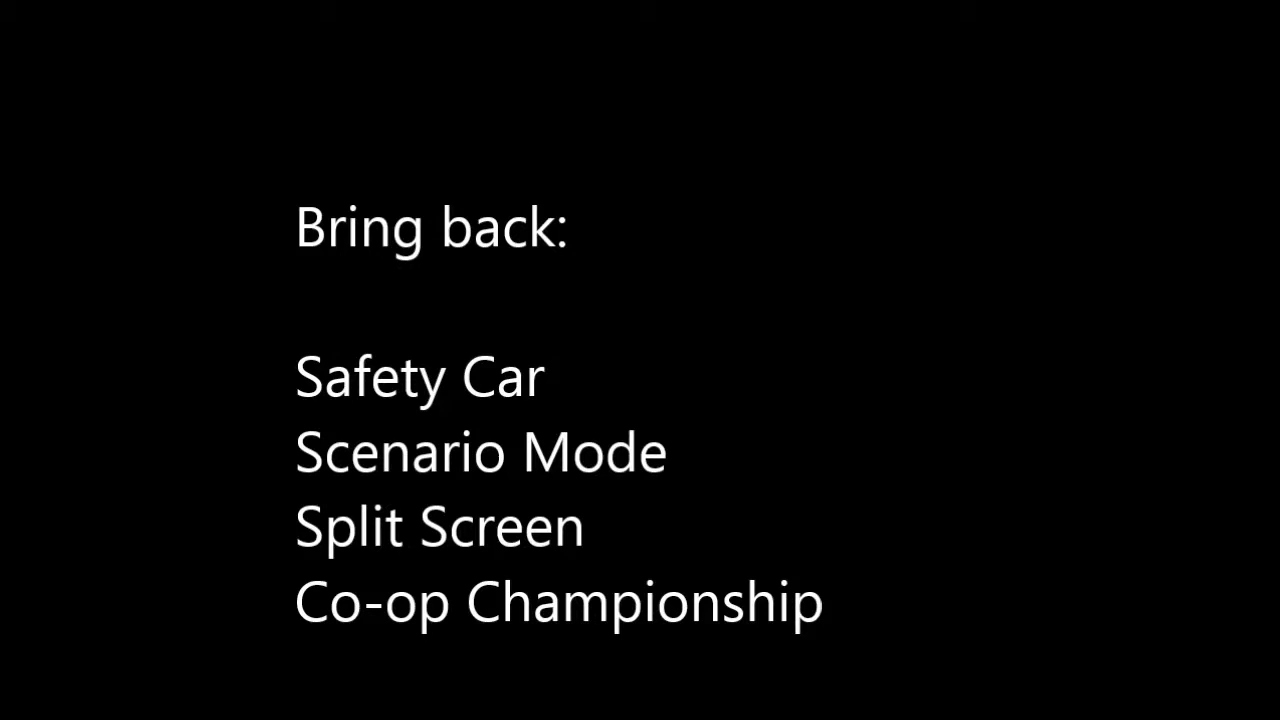 Bring back:
Safety Car
Scenario Mode
Split Screen
Co-op Championship